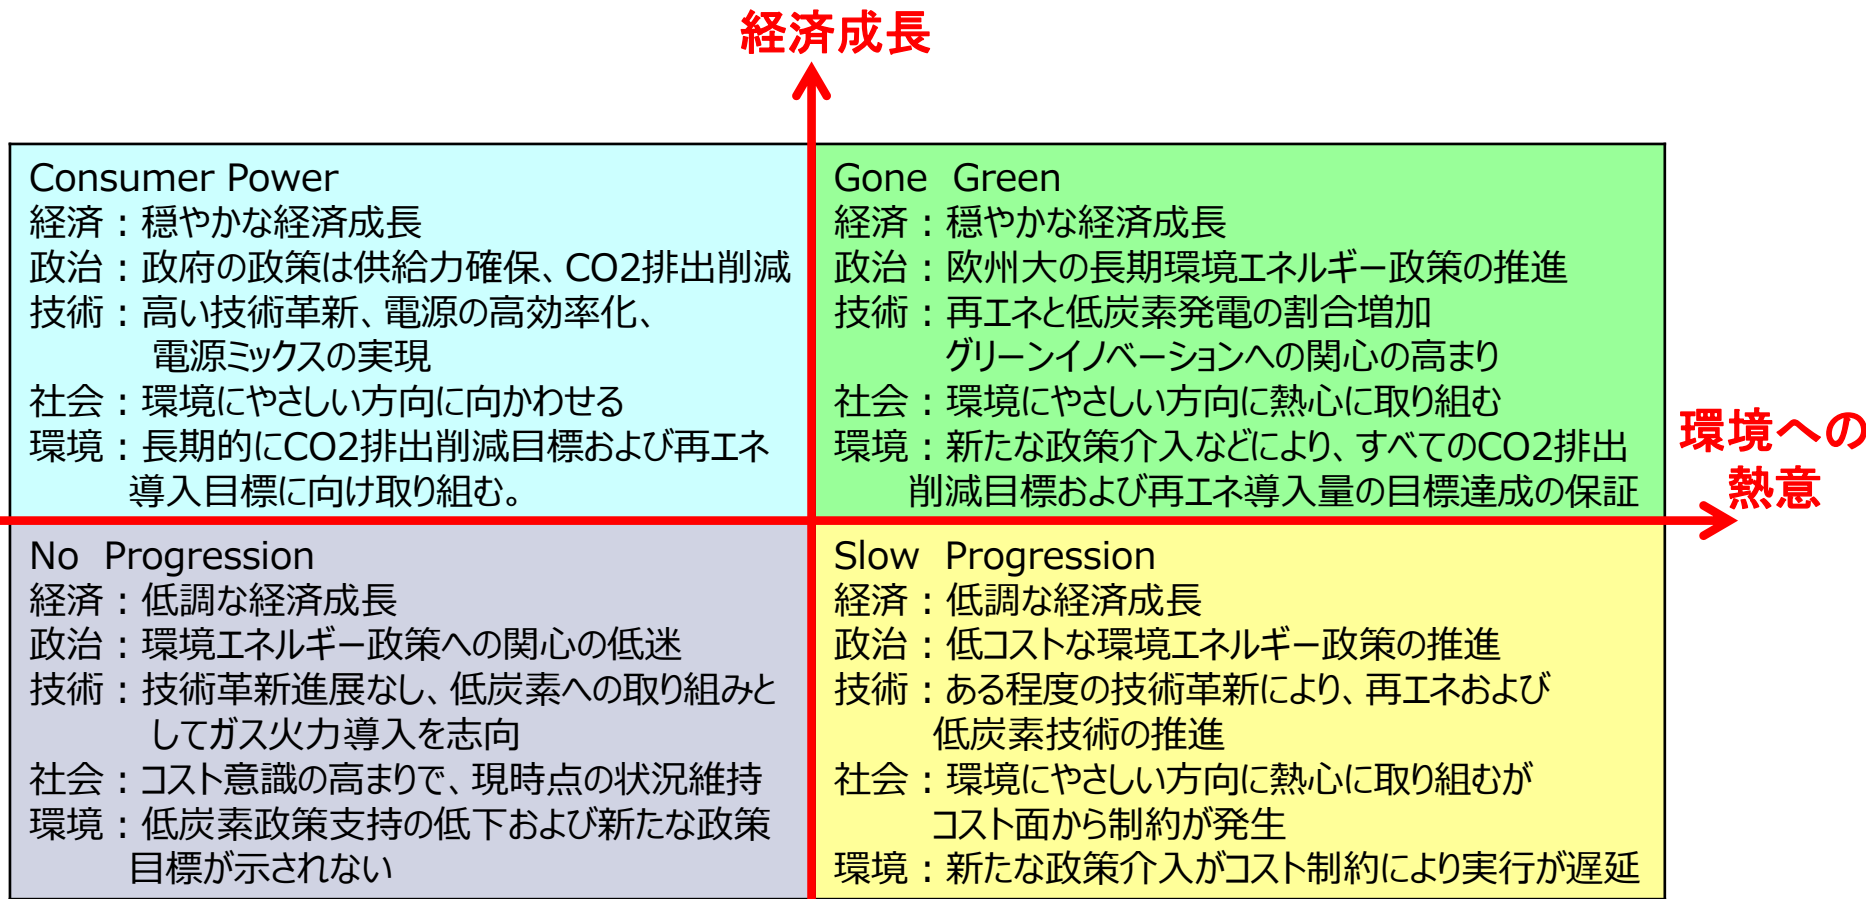 経済成長
Consumer Power
経済：穏やかな経済成長
政治：政府の政策は供給力確保、CO2排出削減
技術：高い技術革新、電源の高効率化、
電源ミックスの実現
社会：環境にやさしい方向に向かわせる
環境：長期的にCO2排出削減目標および再エネ
導入目標に向け取り組む。
Gone Green
経済：穏やかな経済成長
政治：欧州大の長期環境エネルギー政策の推進
技術：再エネと低炭素発電の割合増加
グリーンイノベーションへの関心の高まり
社会：環境にやさしい方向に熱心に取り組む
環境：新たな政策介入などにより、すべてのCO2排出
削減目標および再エネ導入量の目標達成の保証
環境への
熱意
No Progression
経済：低調な経済成長
政治：環境エネルギー政策への関心の低迷
技術：技術革新進展なし、低炭素への取り組みと
してガス火力導入を志向
社会：コスト意識の高まりで、現時点の状況維持
環境：低炭素政策支持の低下および新たな政策
目標が示されない
Slow Progression
経済：低調な経済成長
政治：低コストな環境エネルギー政策の推進
技術：ある程度の技術革新により、再エネおよび
低炭素技術の推進
社会：環境にやさしい方向に熱心に取り組むが
コスト面から制約が発生
環境：新たな政策介入がコスト制約により実行が遅延